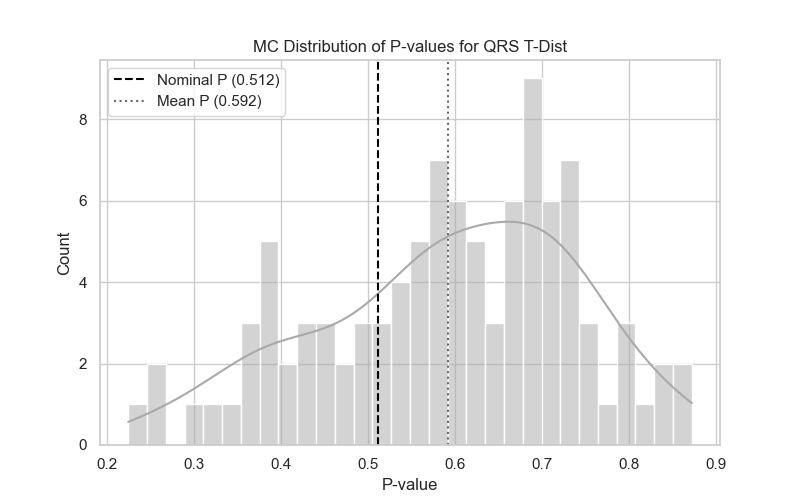 MC Distribution of P-values for QRS T-Dist
Nominal P (0.512)
Mean P (0.592)
8
6
4
2
0
Count
0.2 0.3 0.4 0.5 0.6 0.7 0.8 0.9
P-value